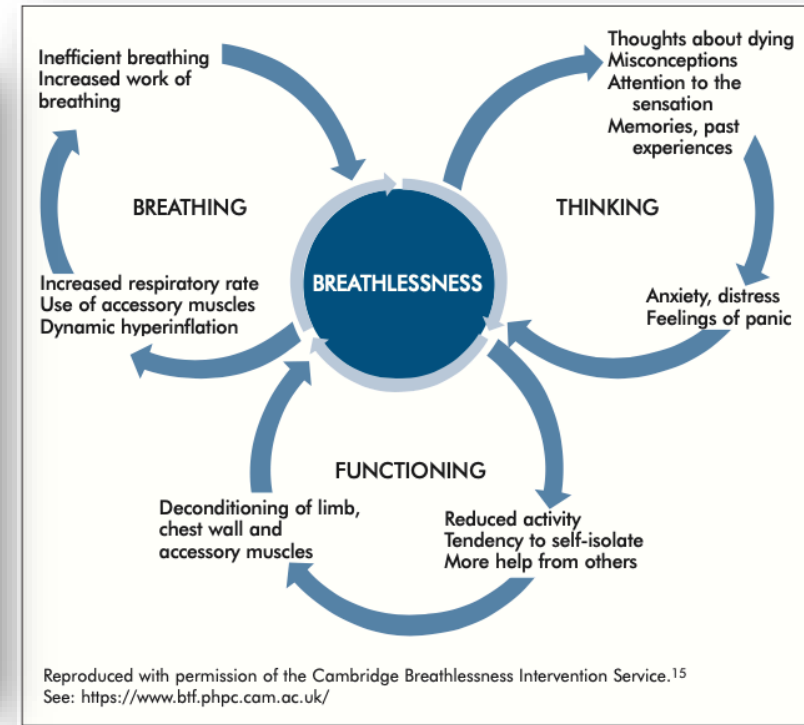 Inefficient breathing
Increased work of
breathing
Thoughts about dying
Misconceptions
Attention to the
sensation
Memories, past
experiences
BREATHING
THINKING
BREATHLESSNESS
Increased respiratory rate
Use of accessory muscles
Dynamic hyperinflation
Anxiety, distress
Feelings of panic
FUNCTIONING
Deconditioning of limb,
chest wall and
accessory muscles
Reduced activity
Tendency to self-isolate
More help from others
Reproduced with permission of the Cambridge Breathlessness Intervention Service.15
See: https://www.btf.phpc.cam.ac.uk/